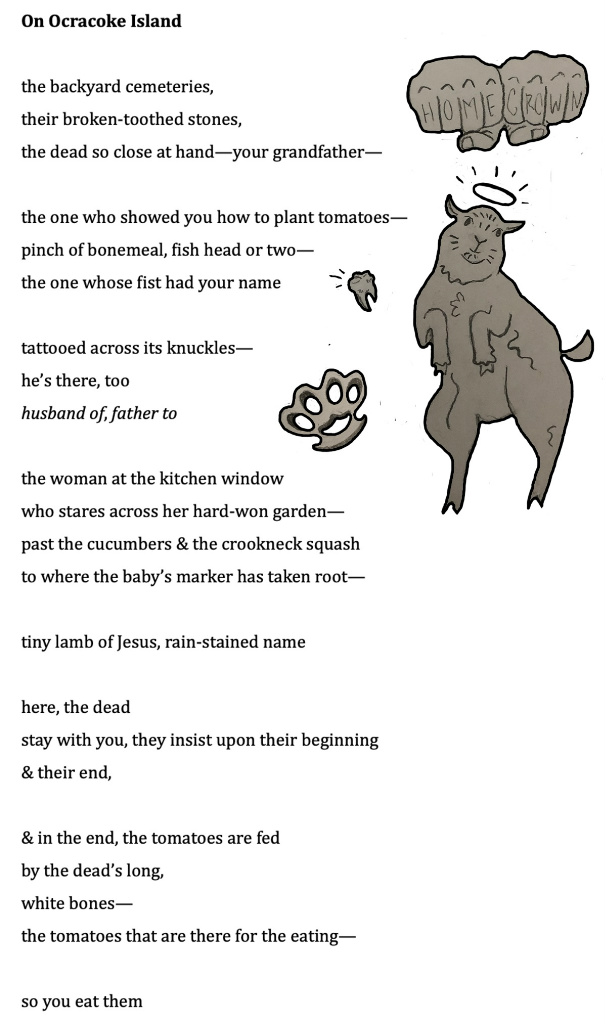 On Ocracoke Island
HOMEGROWN
the backyard cemeteries,
their broken-toothed stones,
the dead so close at hand—your grandfather—
the one who showed you how to plant tomatoes—
pinch of bonemeal, fish head or two—
the one whose fist had your name
tattooed across its knuckles—
he's there, too
husband of, father to
the woman at the kitchen window
who stares across her hard-won garden—
past the cucumbers & the crookneck squash
to where the baby's marker has taken root—
tiny lamb of Jesus, rain-stained name
here, the dead
stay with you, they insist upon their beginning
& their end,
& in the end, the tomatoes are fed
by the dead's long,
white bones—
the tomatoes that are there for the eating—
so you eat them